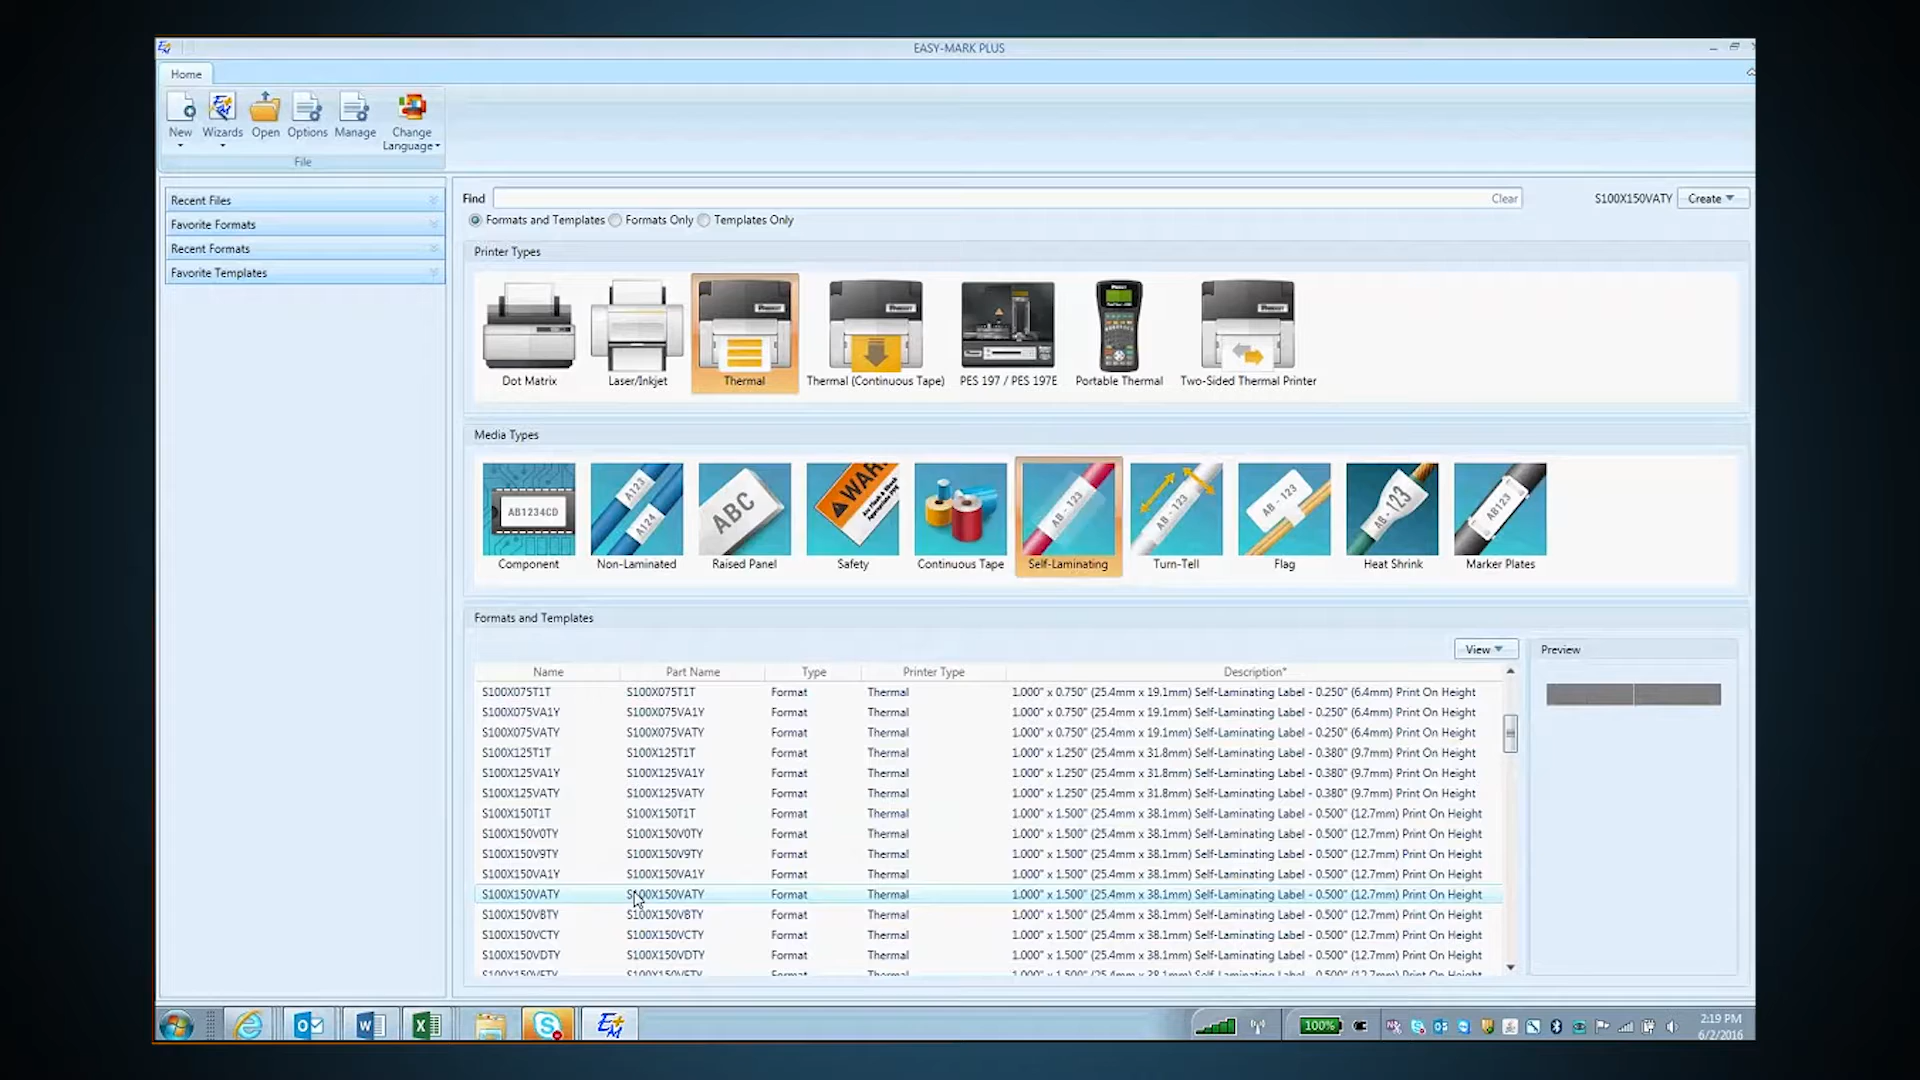 EASY-MARK PLUS
Home
New
Wizards
Open
Options
Manage
Change Language
File
Recent Files
Favorite Formats
Recent Formats
Favorite Templates
Find
Clear
S100X150VATY
Create
Formats and Templates
Formats Only
Templates Only
Printer Types
Dot Matrix
Laser/Inkjet
Thermal
Thermal (Continuous Tape)
PES 197 / PES 197E
Portable Thermal
Two-Sided Thermal Printer
Media Types
AB1234CD
A123
A124
ABC
AB - 123
AB - 123
AB - 123
AB - 123
AB123
Component
Non-Laminated
Raised Panel
Safety
Continuous Tape
Self-Laminating
Turn-Tell
Flag
Heat Shrink
Marker Plates
Formats and Templates
View
Preview
Name Part Name Type Printer Type Description*
S100X075T1T S100X075T1T Format Thermal 1.000" x 0.750" (25.4mm x 19.1mm) Self-Laminating Label - 0.250" (6.4mm) Print On Height
S100X075VA1Y S100X075VA1Y Format Thermal 1.000" x 0.750" (25.4mm x 19.1mm) Self-Laminating Label - 0.250" (6.4mm) Print On Height
S100X075VATY S100X075VATY Format Thermal 1.000" x 0.750" (25.4mm x 19.1mm) Self-Laminating Label - 0.250" (6.4mm) Print On Height
S100X125T1T S100X125T1T Format Thermal 1.000" x 1.250" (25.4mm x 31.8mm) Self-Laminating Label - 0.380" (9.7mm) Print On Height
S100X125VA1Y S100X125VA1Y Format Thermal 1.000" x 1.250" (25.4mm x 31.8mm) Self-Laminating Label - 0.380" (9.7mm) Print On Height
S100X125VATY S100X125VATY Format Thermal 1.000" x 1.250" (25.4mm x 31.8mm) Self-Laminating Label - 0.380" (9.7mm) Print On Height
S100X150T1T S100X150T1T Format Thermal 1.000" x 1.500" (25.4mm x 38.1mm) Self-Laminating Label - 0.500" (12.7mm) Print On Height
S100X150V0TY S100X150V0TY Format Thermal 1.000" x 1.500" (25.4mm x 38.1mm) Self-Laminating Label - 0.500" (12.7mm) Print On Height
S100X150V9TY S100X150V9TY Format Thermal 1.000" x 1.500" (25.4mm x 38.1mm) Self-Laminating Label - 0.500" (12.7mm) Print On Height
S100X150VA1Y S100X150VA1Y Format Thermal 1.000" x 1.500" (25.4mm x 38.1mm) Self-Laminating Label - 0.500" (12.7mm) Print On Height
S100X150VATY S100X150VATY Format Thermal 1.000" x 1.500" (25.4mm x 38.1mm) Self-Laminating Label - 0.500" (12.7mm) Print On Height
S100X150VBTY S100X150VBTY Format Thermal 1.000" x 1.500" (25.4mm x 38.1mm) Self-Laminating Label - 0.500" (12.7mm) Print On Height
S100X150VCTY S100X150VCTY Format Thermal 1.000" x 1.500" (25.4mm x 38.1mm) Self-Laminating Label - 0.500" (12.7mm) Print On Height
S100X150VDTY S100X150VDTY Format Thermal 1.000" x 1.500" (25.4mm x 38.1mm) Self-Laminating Label - 0.500" (12.7mm) Print On Height
100%
2:19 PM
6/2/2016